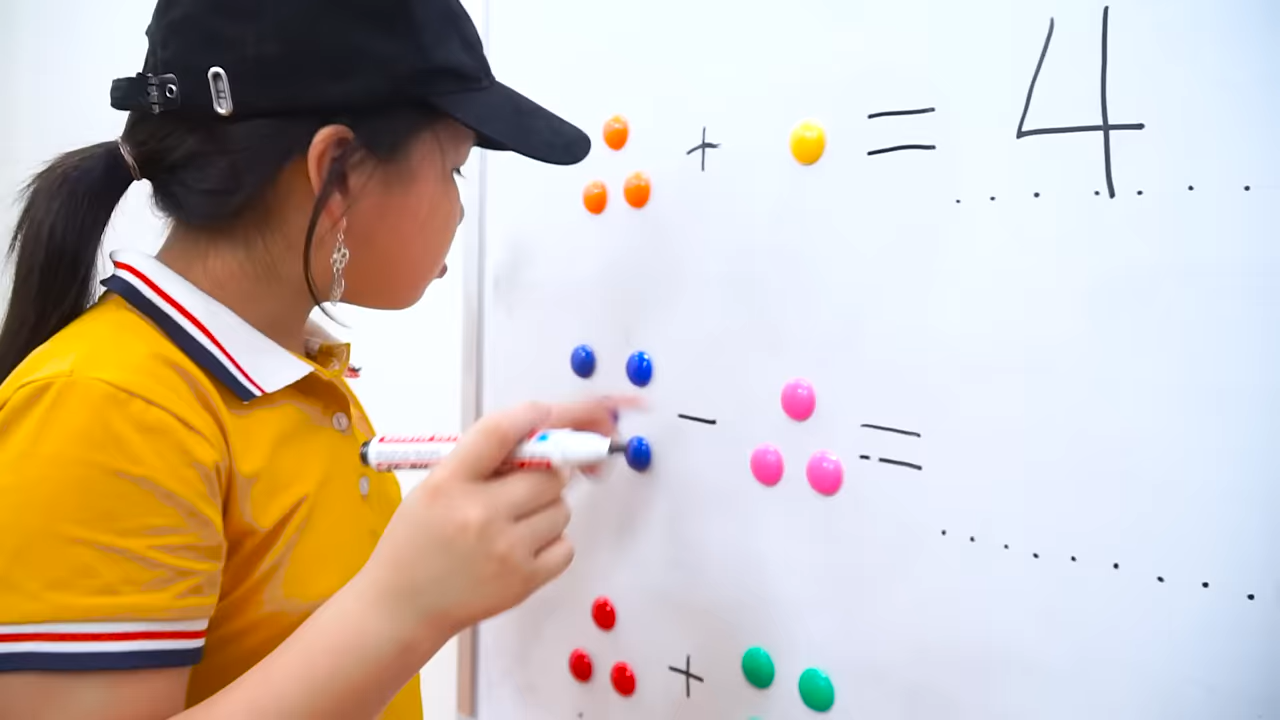 + = 4
- =
+